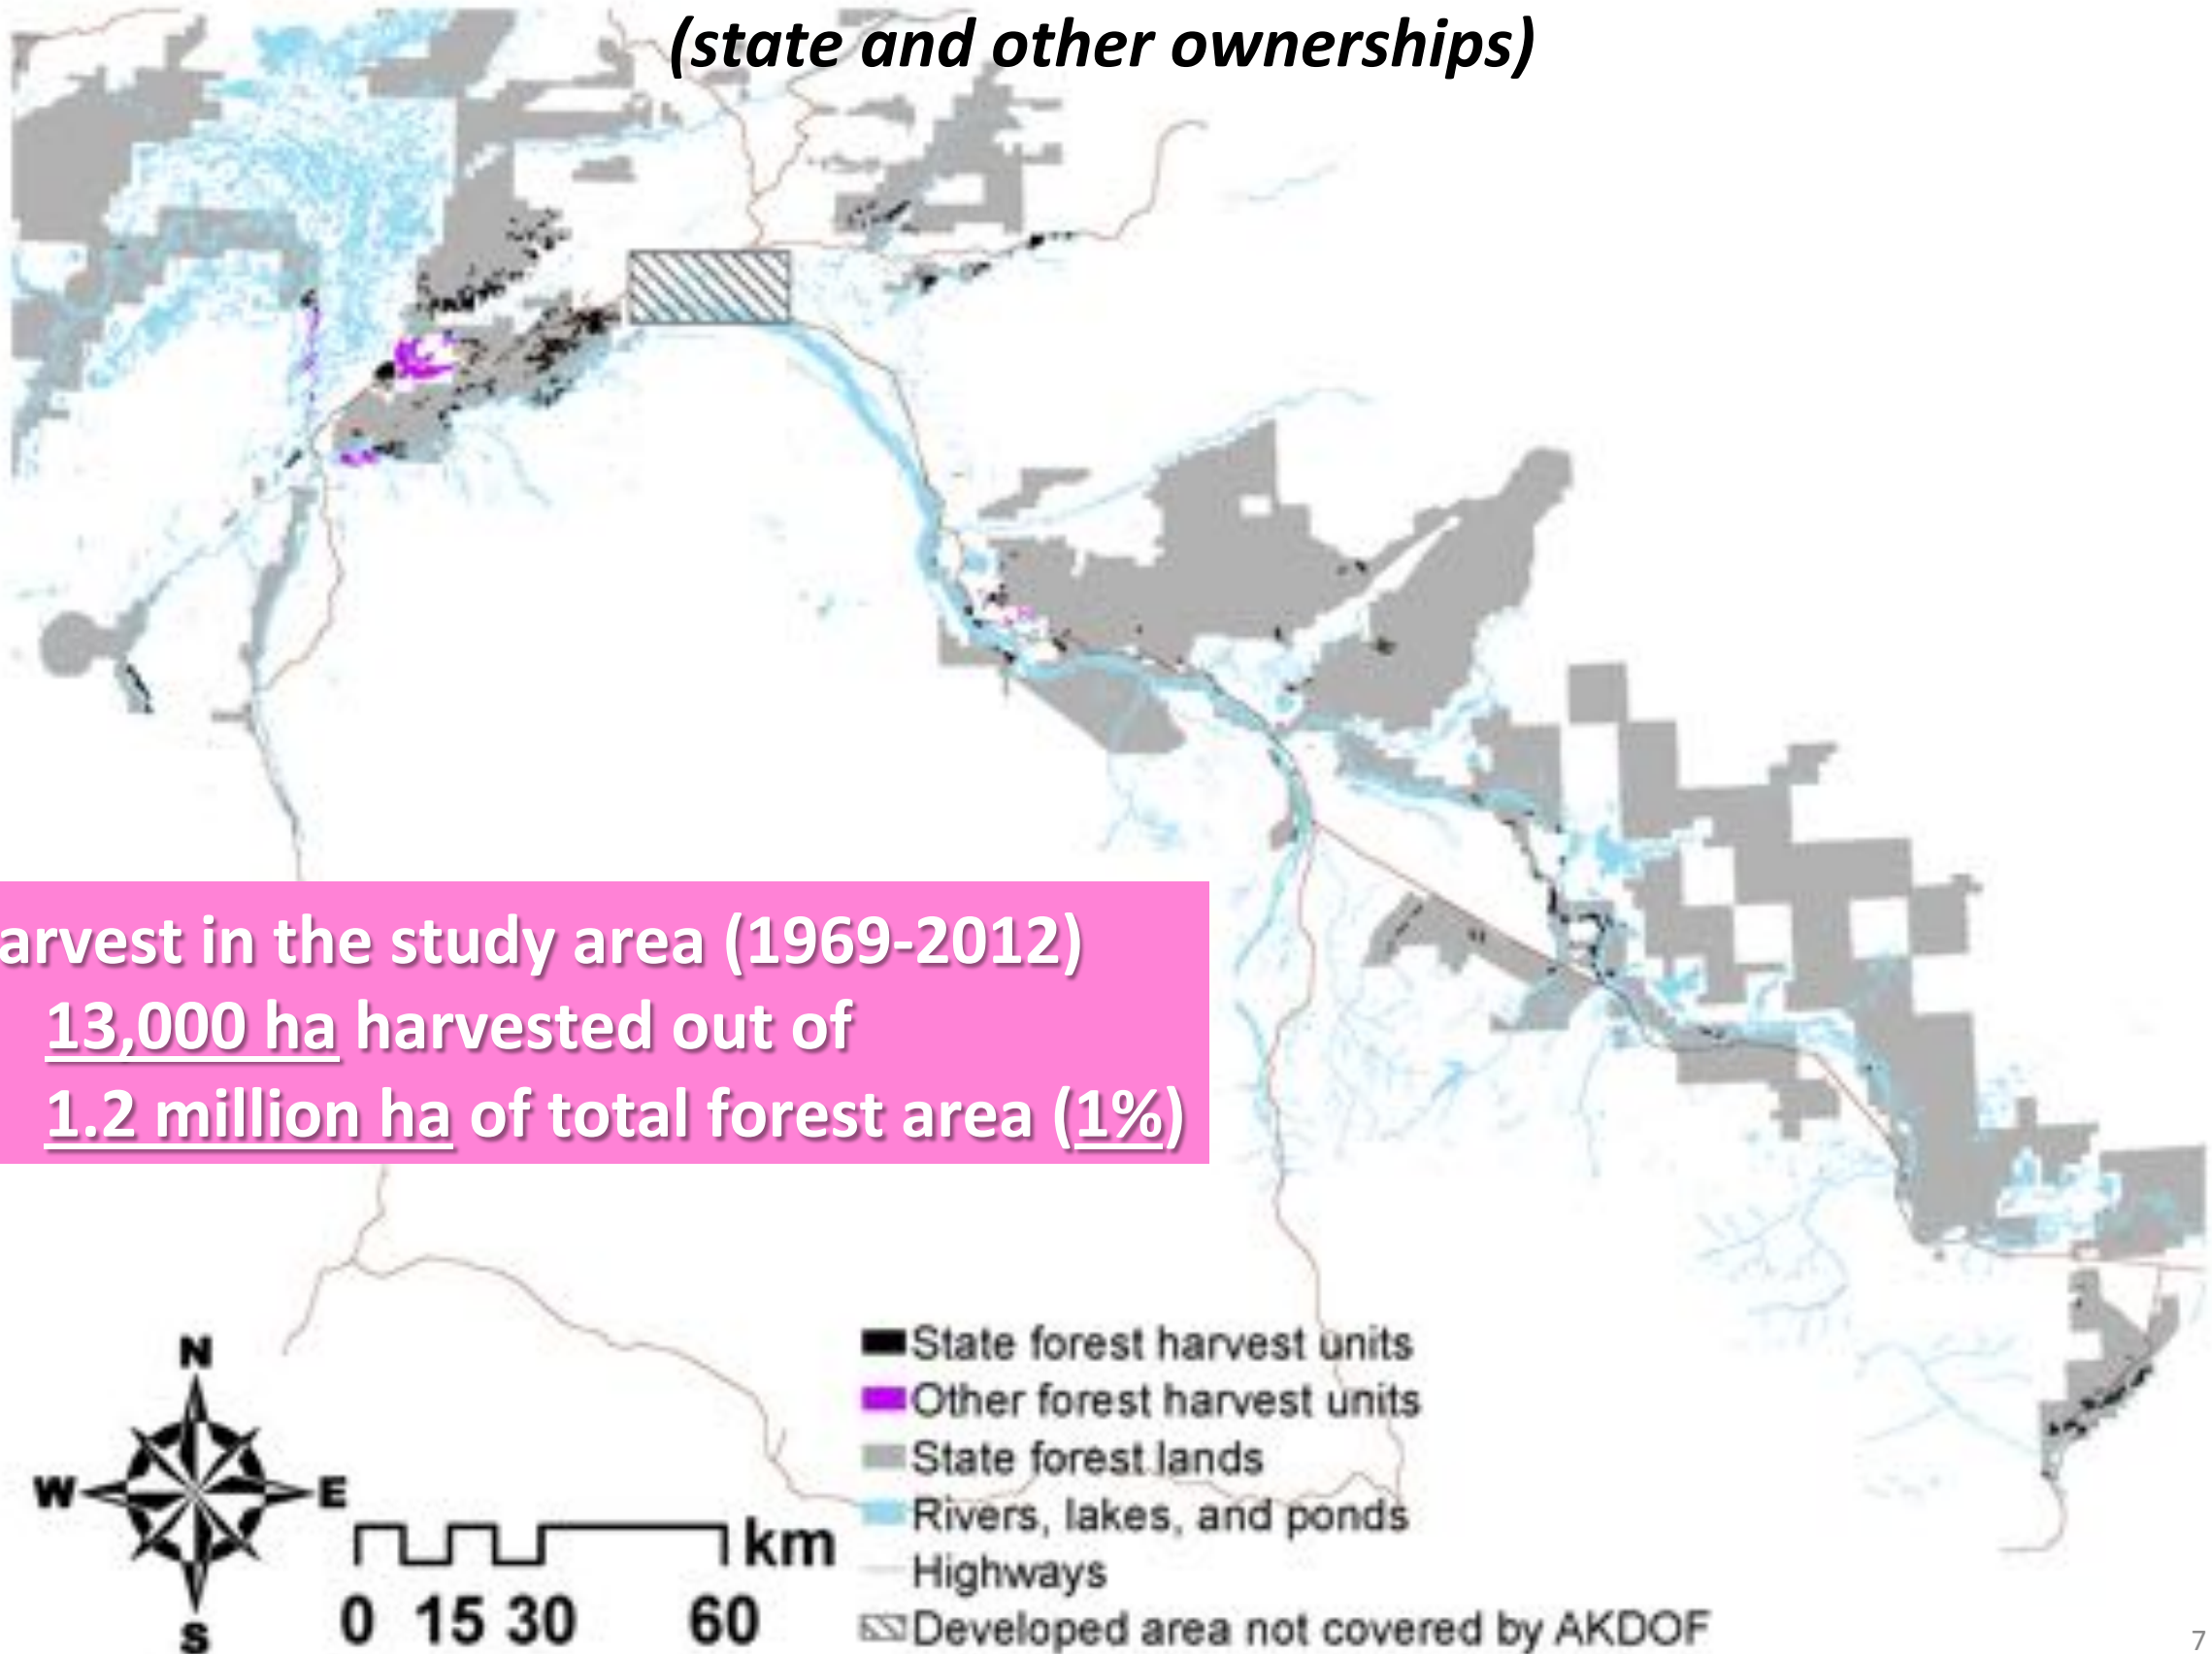 (state and other ownerships)
arvest in the study area (1969-2012)
13,000 ha harvested out of
1.2 million ha of total forest area (1%)
State forest harvest units
Other forest harvest units
State forest lands
Rivers, lakes, and ponds
Highways
Developed area not covered by AKDOF
N
W E
S
km
0 15 30 60
7